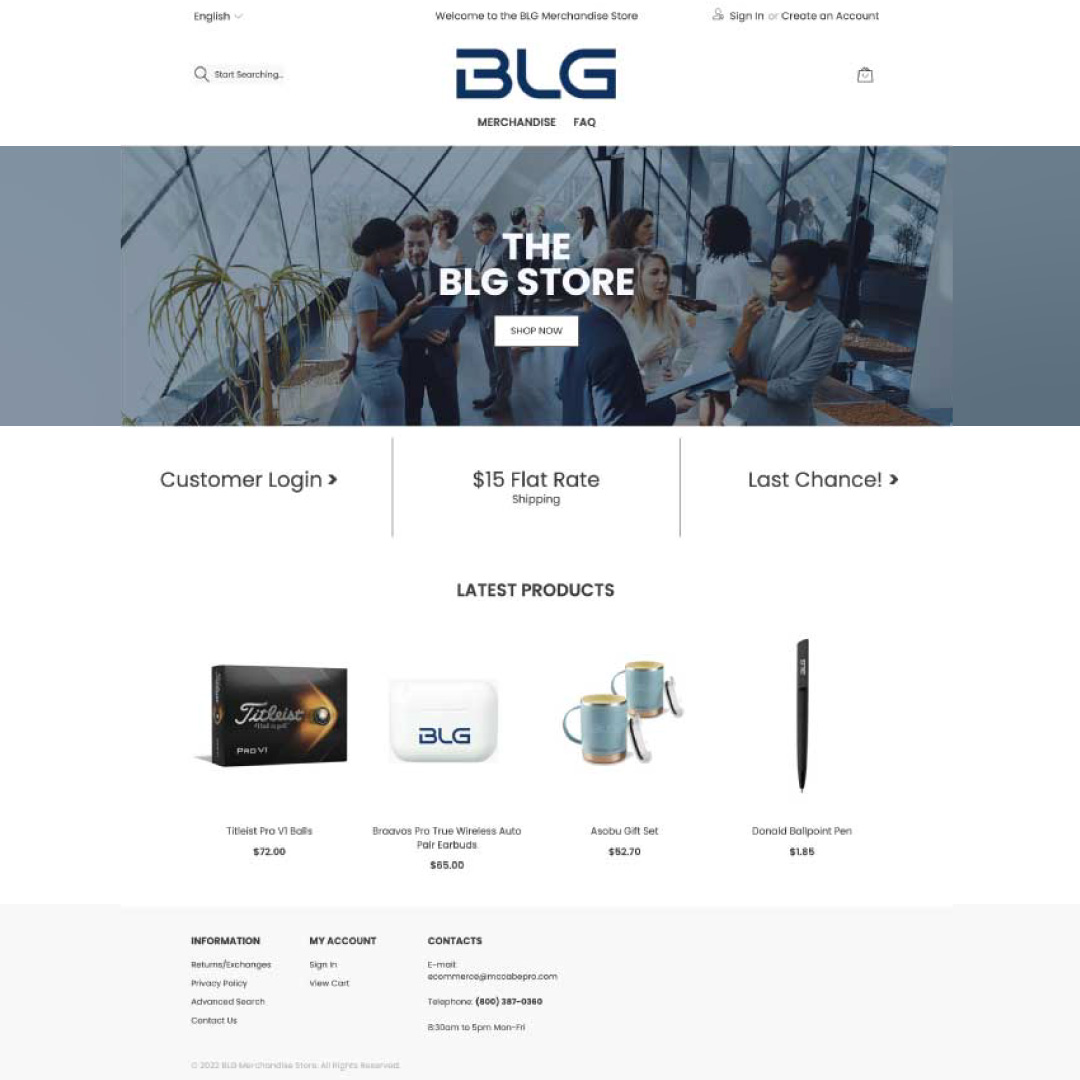 English
Welcome to the BLG Merchandise Store
Sign In or Create an Account
Start Searching...
BLG
MERCHANDISE FAQ
THE
BLG STORE
SHOP NOW
Customer Login >
$15 Flat Rate
Shipping
Last Chance! >
LATEST PRODUCTS
Titleist
PRO V1
BLG
BLG
Titleist Pro V1 Balls
$72.00
Braavos Pro True Wireless Auto
Pair Earbuds
$65.00
Asobu Gift Set
$52.70
Donald Ballpoint Pen
$1.85
INFORMATION
Returns/Exchanges
Privacy Policy
Advanced Search
Contact Us
MY ACCOUNT
Sign In
View Cart
CONTACTS
E-mail:
ecommerce@mccabepro.com
Telephone: (800) 387-0360
8:30am to 5pm Mon-Fri
© 2022 BLG Merchandise Store. All Rights Reserved.